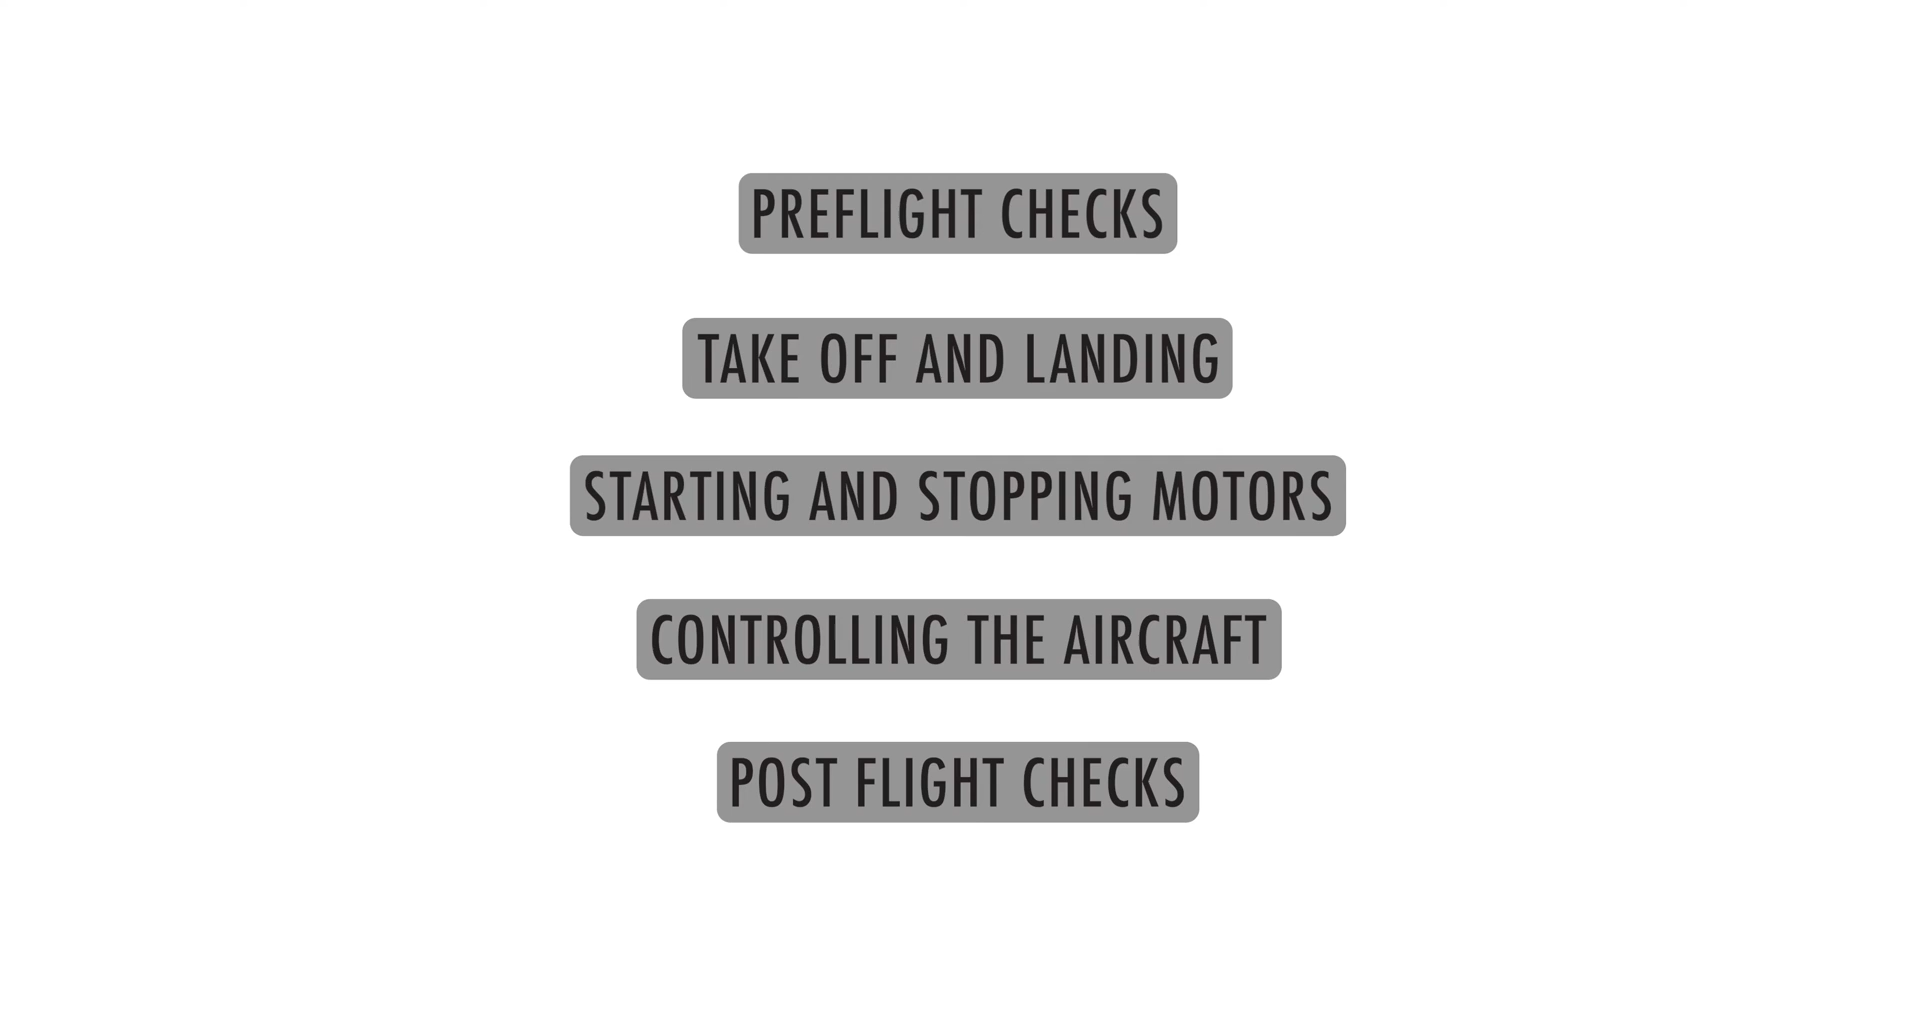 PREFLIGHT CHECKS
TAKE OFF AND LANDING
STARTING AND STOPPING MOTORS
CONTROLLING THE AIRCRAFT
POST FLIGHT CHECKS